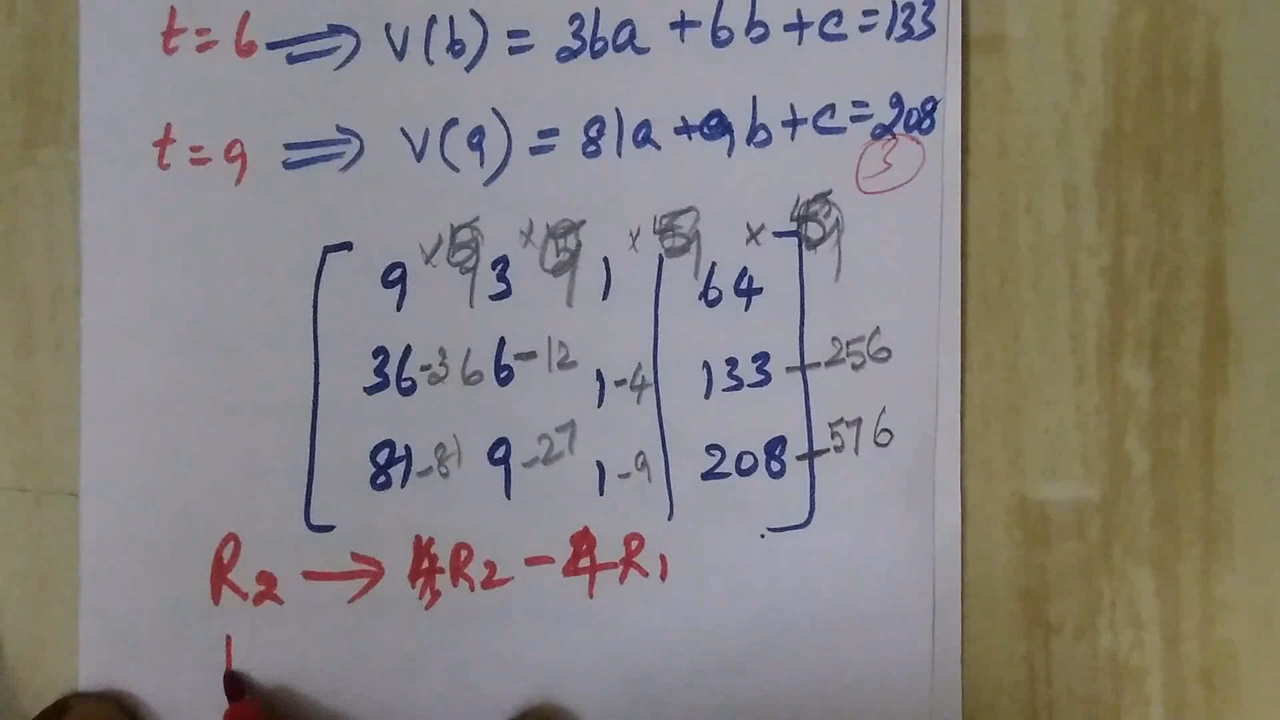 t=6 ⟹ v(6) = 36a + 6b + c = 133
t=9 ⟹ v(9) = 81a + 9b + c = 208
3
9 3 1 | 64
36-36 6-12 1-4 | 133 -256
81-81 9-27 1-9 | 208 -576
R2 → R2 - 4R1